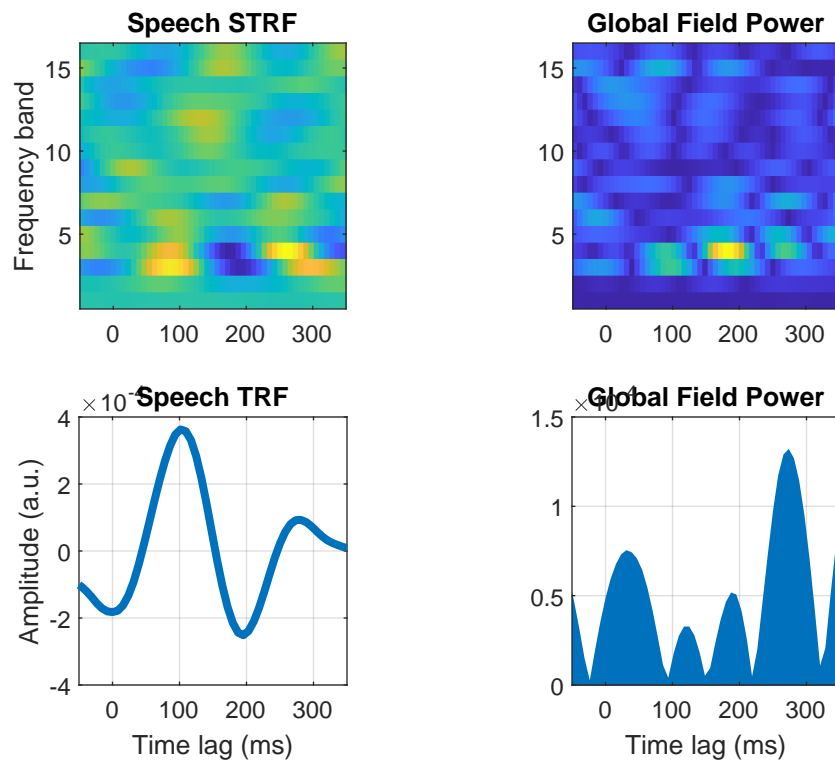 Speech STRF
Frequency band
15
10
5
0 100 200 300
Global Field Power
15
10
5
0 100 200 300
× 10-4
Speech TRF
Amplitude (a.u.)
4
2
0
-2
-4
0 100 200 300
Time lag (ms)
Global Field Power
1.5
1
0.5
0
0 100 200 300
Time lag (ms)